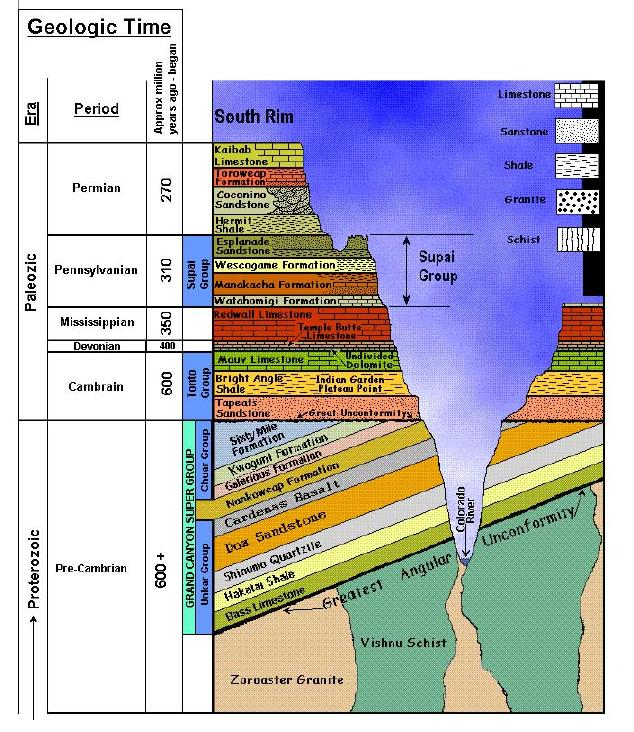 Geologic Time
Era
Period
Approx million
years ago - began
South Rim
Limestone
Sanstone
Shale
Granite
Schist
Paleozic
Permian
270
Kaibab
Limestone
Toroweap
Formation
Coconino
Sandstone
Hermit
Shale
Pennsylvanian
310
Supai
Group
Esplanade
Sandstone
Wescogame Formation
Manakacha Formation
Watahomigi Formation
Supai
Group
Mississippian
350
Redwall Limestone
Temple Butte
Limestone
Devonian
400
Cambrain
600
Tonto
Group
Mauv Limestone
Undivided
Dolomite
Bright Angle
Shale
Indian Garden
Plateau Point
Tapeats
Sandstone
Great Unconformity
Proterozoic
Pre-Cambrian
600 +
GRAND CANYON SUPER GROUP
Chuar Group
Unkar Group
Sixty Mile
Formation
Kwagunt Formation
Galerious Formation
Nankoweap Formation
Cardenas Basalt
Dox Sandstone
Shinumo Quartzile
Haketai Shale
Bass Limestone
Colorado
River
Greatest Angular Unconformity
Vishnu Schist
Zoroaster Granite